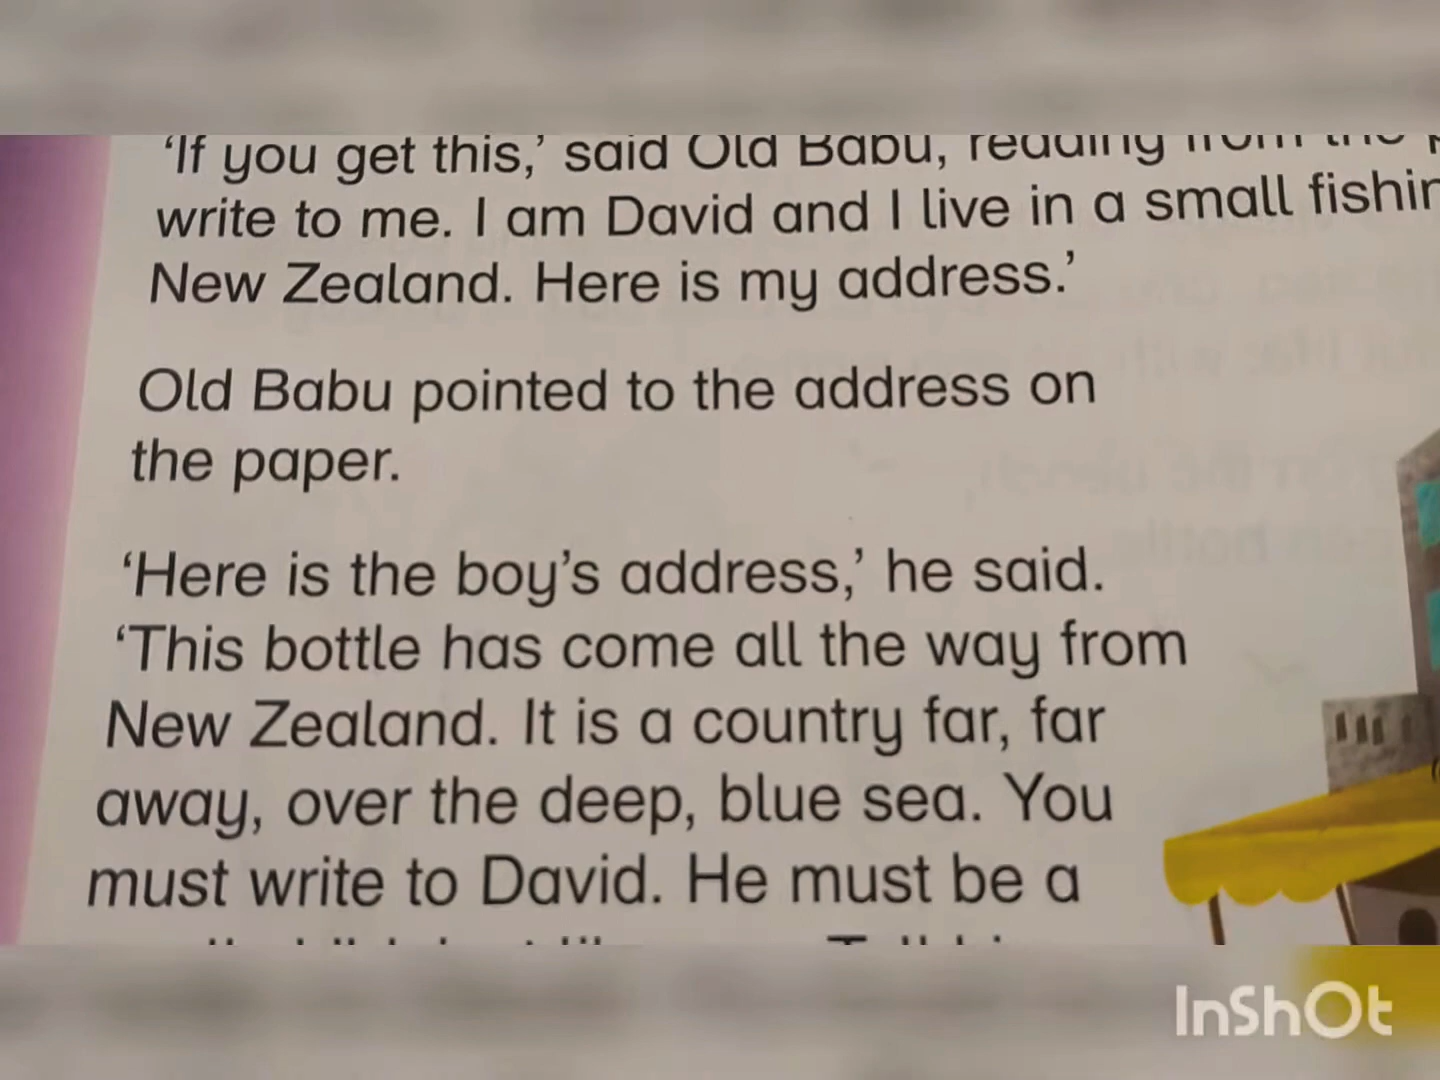 ‘If you get this,’ said Old Babu, reading from the
write to me. I am David and I live in a small
New Zealand. Here is my address.’
Old Babu pointed to the address on
the paper.
‘Here is the boy’s address,’ he said.
‘This bottle has come all the way from
New Zealand. It is a country far, far
away, over the deep, blue sea. You
must write to David. He must be a
InShOt